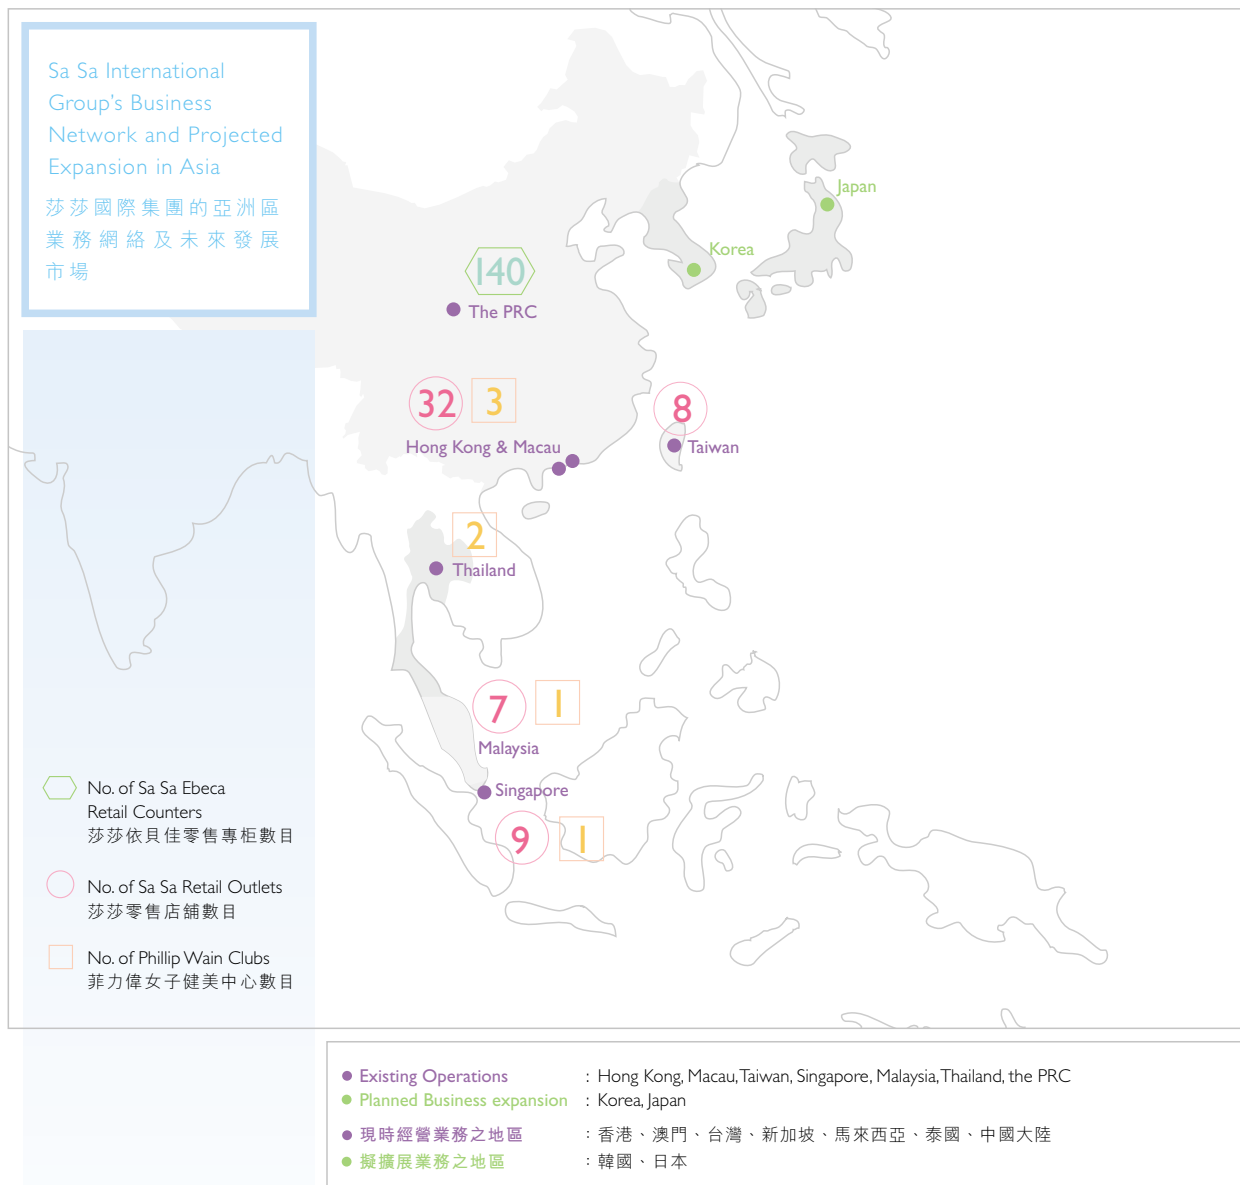 Sa Sa International
Group's Business
Network and Projected
Expansion in Asia
莎莎國際集團的亞洲區
業務網絡及未來發展
市場
Japan
Korea
140
The PRC
32
3
8
Hong Kong & Macau
Taiwan
2
Thailand
7
1
Malaysia
Singapore
9
1
No. of Sa Sa Ebeca
Retail Counters
莎莎依貝佳零售專柜數目
No. of Sa Sa Retail Outlets
莎莎零售店舖數目
No. of Phillip Wain Clubs
菲力偉女子健美中心數目
Existing Operations : Hong Kong, Macau, Taiwan, Singapore, Malaysia, Thailand, the PRC
Planned Business expansion : Korea, Japan
現時經營業務之地區 : 香港、澳門、台灣、新加坡、馬來西亞、泰國、中國大陸
擬擴展業務之地區 : 韓國、日本